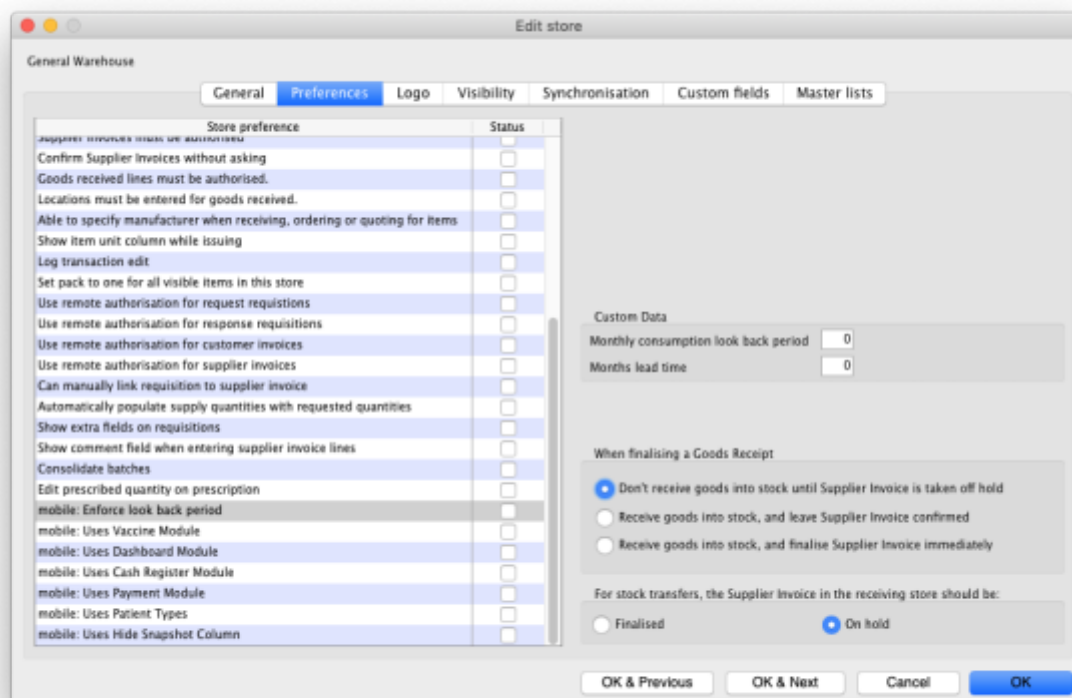 Edit store
General Warehouse
General Preferences Logo Visibility Synchronisation Custom fields Master lists
Store preference Status
Supplier invoices must be authorised
Confirm Supplier Invoices without asking
Goods received lines must be authorised.
Locations must be entered for goods received.
Able to specify manufacturer when receiving, ordering or quoting for items
Show item unit column while issuing
Log transaction edit
Set pack to one for all visible items in this store
Use remote authorisation for request requistions
Use remote authorisation for response requisitions
Use remote authorisation for customer invoices
Use remote authorisation for supplier invoices
Can manually link requisition to supplier invoice
Automatically populate supply quantities with requested quantities
Show extra fields on requisitions
Show comment field when entering supplier invoice lines
Consolidate batches
Edit prescribed quantity on prescription
mobile: Enforce look back period
mobile: Uses Vaccine Module
mobile: Uses Dashboard Module
mobile: Uses Cash Register Module
mobile: Uses Payment Module
mobile: Uses Patient Types
mobile: Uses Hide Snapshot Column
Custom Data
Monthly consumption look back period 0
Months lead time 0
When finalising a Goods Receipt
Don't receive goods into stock until Supplier Invoice is taken off hold
Receive goods into stock, and leave Supplier Invoice confirmed
Receive goods into stock, and finalise Supplier Invoice immediately
For stock transfers, the Supplier Invoice in the receiving store should be:
Finalised On hold
OK & Previous OK & Next Cancel OK